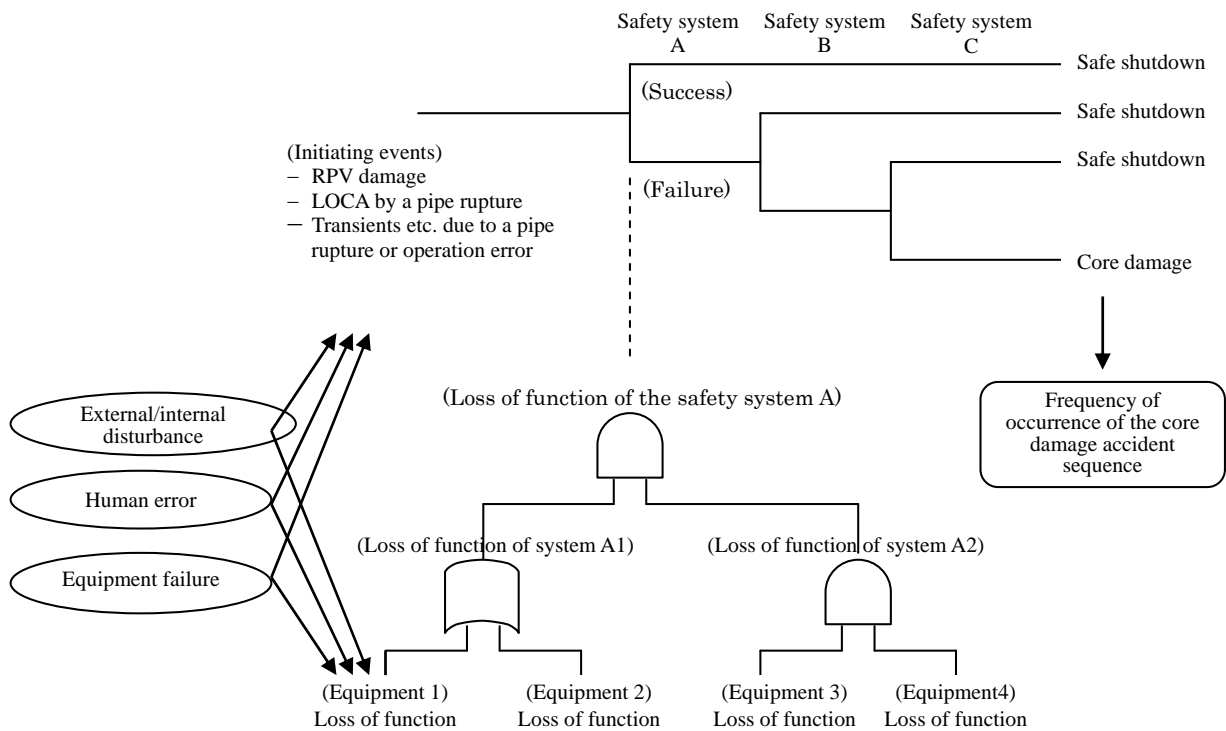 Safety system
A
Safety system
B
Safety system
C
Safe shutdown
(Success)
Safe shutdown
(Initiating events)
– RPV damage
– LOCA by a pipe rupture
– Transients etc. due to a pipe
rupture or operation error
Safe shutdown
(Failure)
Core damage
(Loss of function of the safety system A)
Frequency of
occurrence of the core
damage accident
sequence
External/internal
disturbance
Human error
Equipment failure
(Loss of function of system A1)
(Loss of function of system A2)
(Equipment 1)
Loss of function
(Equipment 2)
Loss of function
(Equipment 3)
Loss of function
(Equipment4)
Loss of function